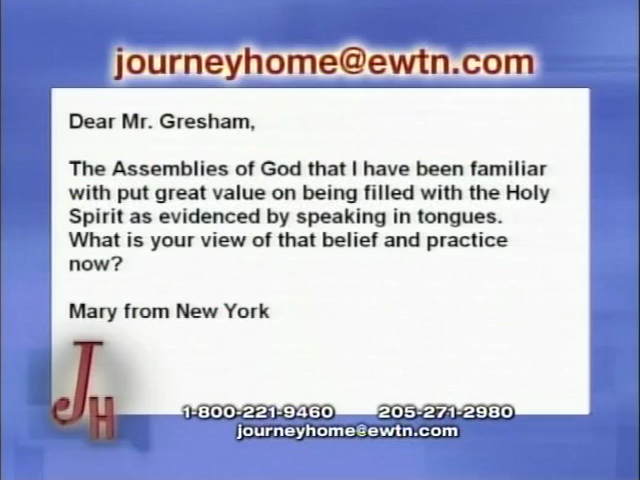 journeyhome@ewtn.com
Dear Mr. Gresham,
The Assemblies of God that I have been familiar
with put great value on being filled with the Holy
Spirit as evidenced by speaking in tongues.
What is your view of that belief and practice
now?
Mary from New York
JH
1-800-221-9460 205-271-2980
journeyhome@ewtn.com